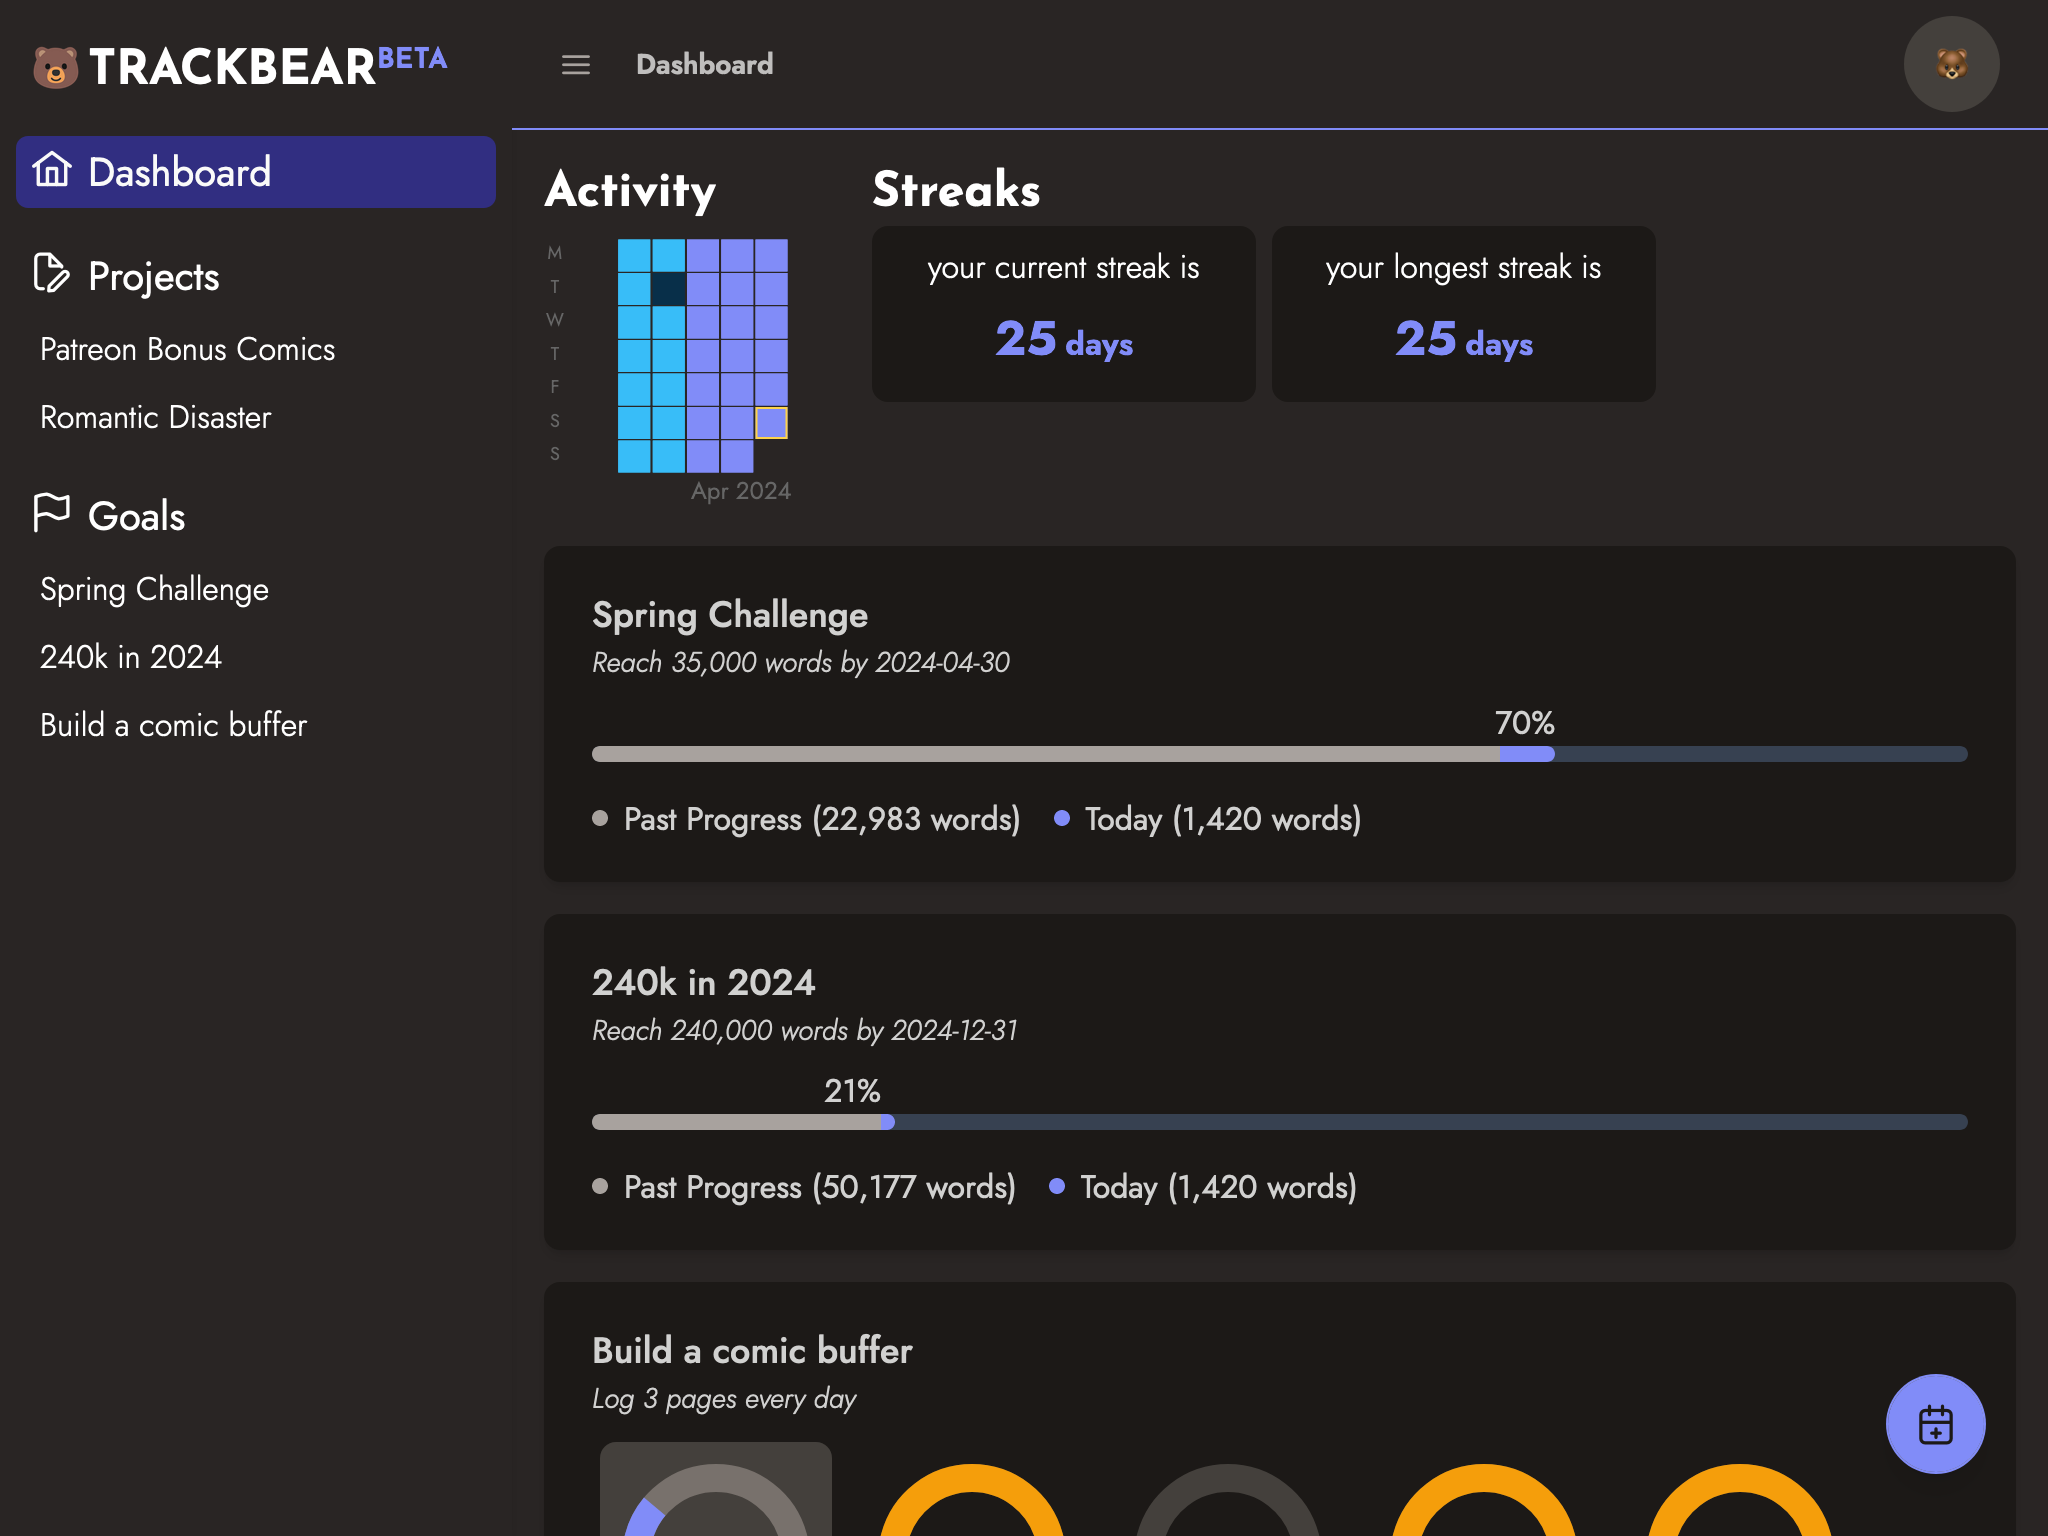 TRACKBEAR BETA
Dashboard
Dashboard
Projects
Patreon Bonus Comics
Romantic Disaster
Goals
Spring Challenge
240k in 2024
Build a comic buffer
Activity
M
T
W
T
F
S
S
Apr 2024
Streaks
your current streak is
25 days
your longest streak is
25 days
Spring Challenge
Reach 35,000 words by 2024-04-30
70%
Past Progress (22,983 words) Today (1,420 words)
240k in 2024
Reach 240,000 words by 2024-12-31
21%
Past Progress (50,177 words) Today (1,420 words)
Build a comic buffer
Log 3 pages every day